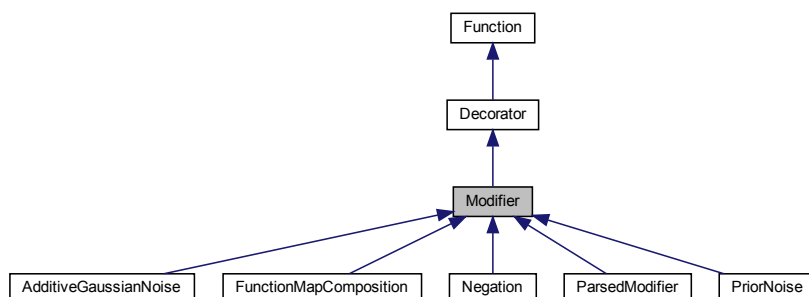 Function
Decorator
Modifier
AdditiveGaussianNoise
FunctionMapComposition
Negation
ParsedModifier
PriorNoise